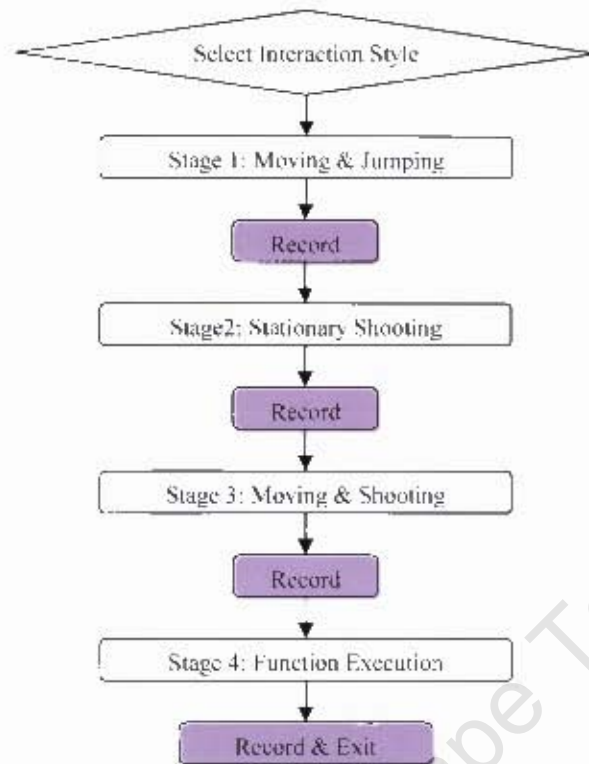 Select Interaction Style
Stage 1: Moving & Jumping
Record
Stage2: Stationary Shooting
Record
Stage 3: Moving & Shooting
Record
Stage 4: Function Execution
Record & Exit